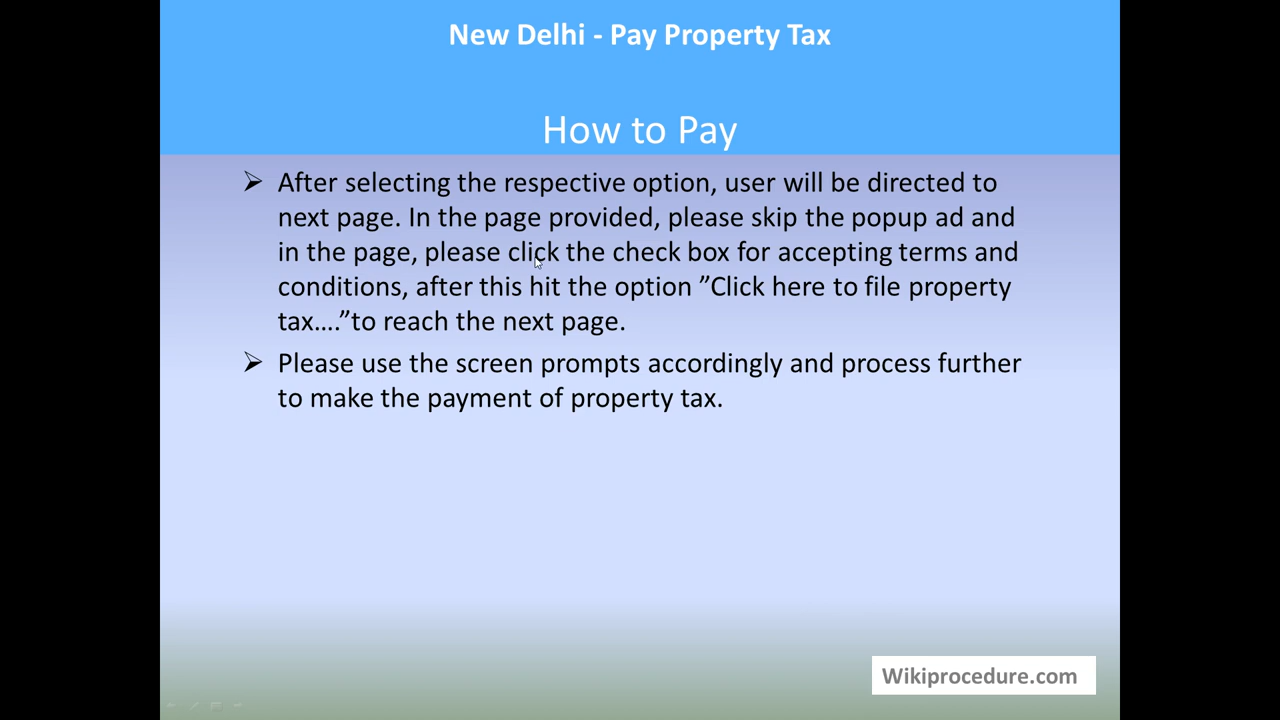 New Delhi - Pay Property Tax
How to Pay
➢ After selecting the respective option, user will be directed to
next page. In the page provided, please skip the popup ad and
in the page, please click the check box for accepting terms and
conditions, after this hit the option ”Click here to file property
tax....”to reach the next page.
➢ Please use the screen prompts accordingly and process further
to make the payment of property tax.
Wikiprocedure.com